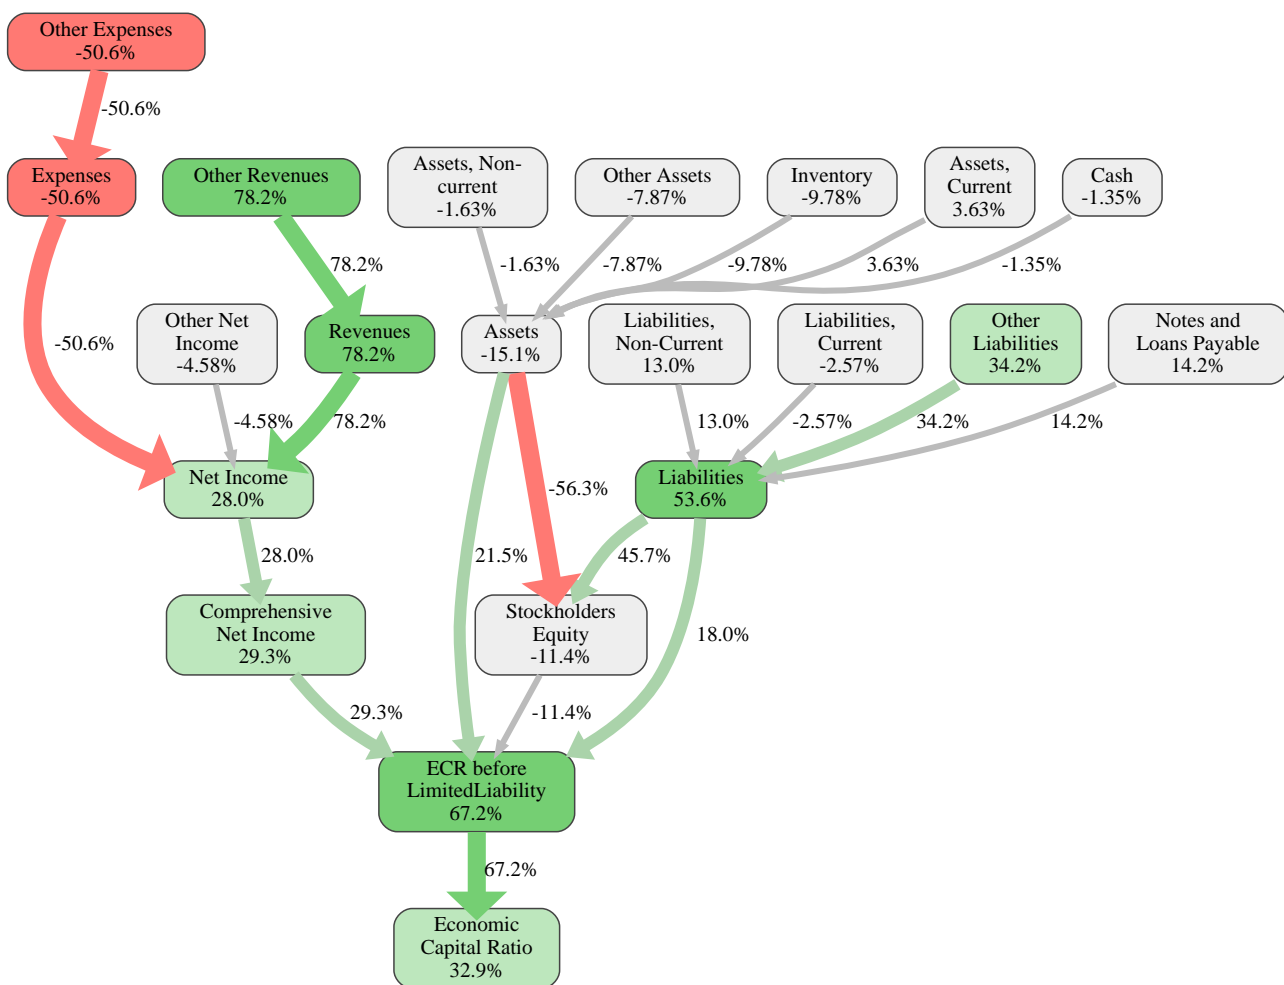 Other Expenses
-50.6%
-50.6%
Expenses
-50.6%
Other Revenues
78.2%
Assets, Non-
current
-1.63%
Other Assets
-7.87%
Inventory
-9.78%
Assets,
Current
3.63%
Cash
-1.35%
78.2%
-1.63%
-7.87%
-9.78%
3.63%
-1.35%
-50.6%
Other Net
Income
-4.58%
Revenues
78.2%
Assets
-15.1%
Liabilities,
Non-Current
13.0%
Liabilities,
Current
-2.57%
Other
Liabilities
34.2%
Notes and
Loans Payable
14.2%
-4.58%
78.2%
13.0%
-2.57%
34.2%
14.2%
Net Income
28.0%
-56.3%
Liabilities
53.6%
28.0%
21.5%
45.7%
Comprehensive
Net Income
29.3%
Stockholders
Equity
-11.4%
18.0%
29.3%
-11.4%
ECR before
LimitedLiability
67.2%
67.2%
Economic
Capital Ratio
32.9%